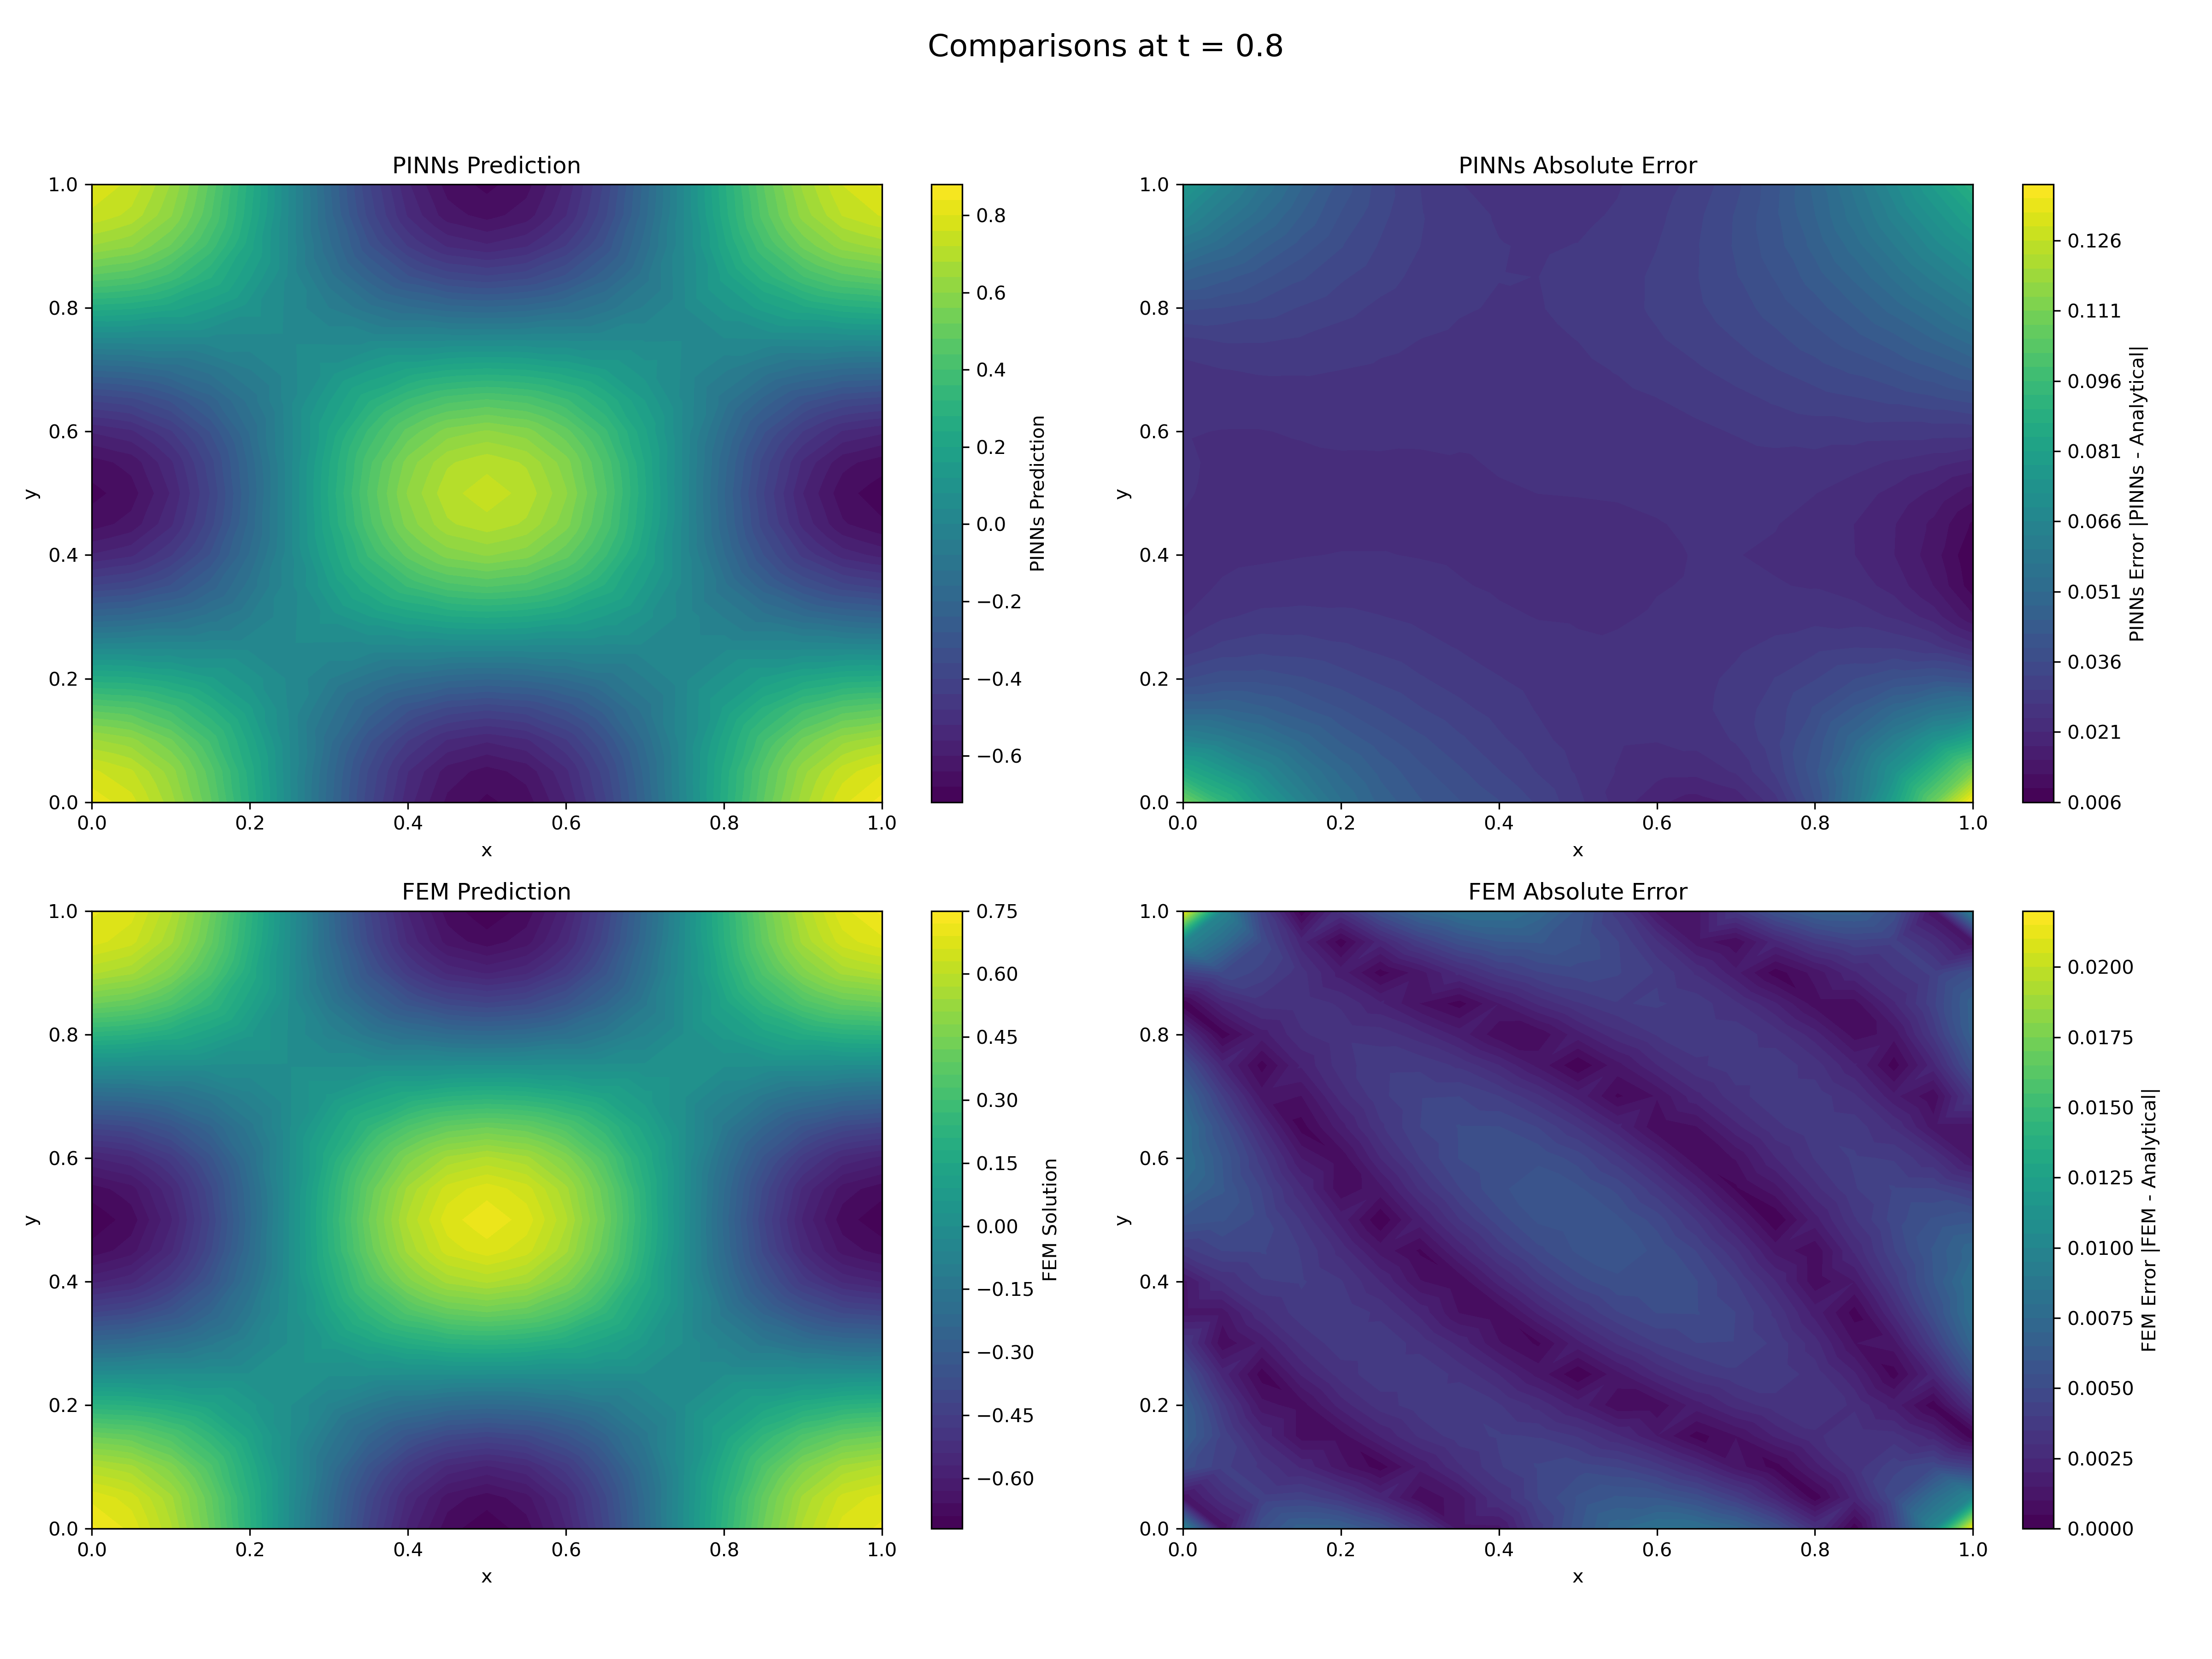 Comparisons at t = 0.8
PINNs Prediction
1.0
0.8
0.6
0.4
0.2
0.0
y
0.0 0.2 0.4 0.6 0.8 1.0
x
0.8
0.6
0.4
0.2
0.0
−0.2
−0.4
−0.6
PINNs Prediction
PINNs Absolute Error
1.0
0.8
0.6
0.4
0.2
0.0
y
0.0 0.2 0.4 0.6 0.8 1.0
x
0.126
0.111
0.096
0.081
0.066
0.051
0.036
0.021
0.006
PINNs Error |PINNs - Analytical|
FEM Prediction
1.0
0.8
0.6
0.4
0.2
0.0
y
0.0 0.2 0.4 0.6 0.8 1.0
x
0.75
0.60
0.45
0.30
0.15
0.00
−0.15
−0.30
−0.45
−0.60
FEM Solution
FEM Absolute Error
1.0
0.8
0.6
0.4
0.2
0.0
y
0.0 0.2 0.4 0.6 0.8 1.0
x
0.0200
0.0175
0.0150
0.0125
0.0100
0.0075
0.0050
0.0025
0.0000
FEM Error |FEM - Analytical|